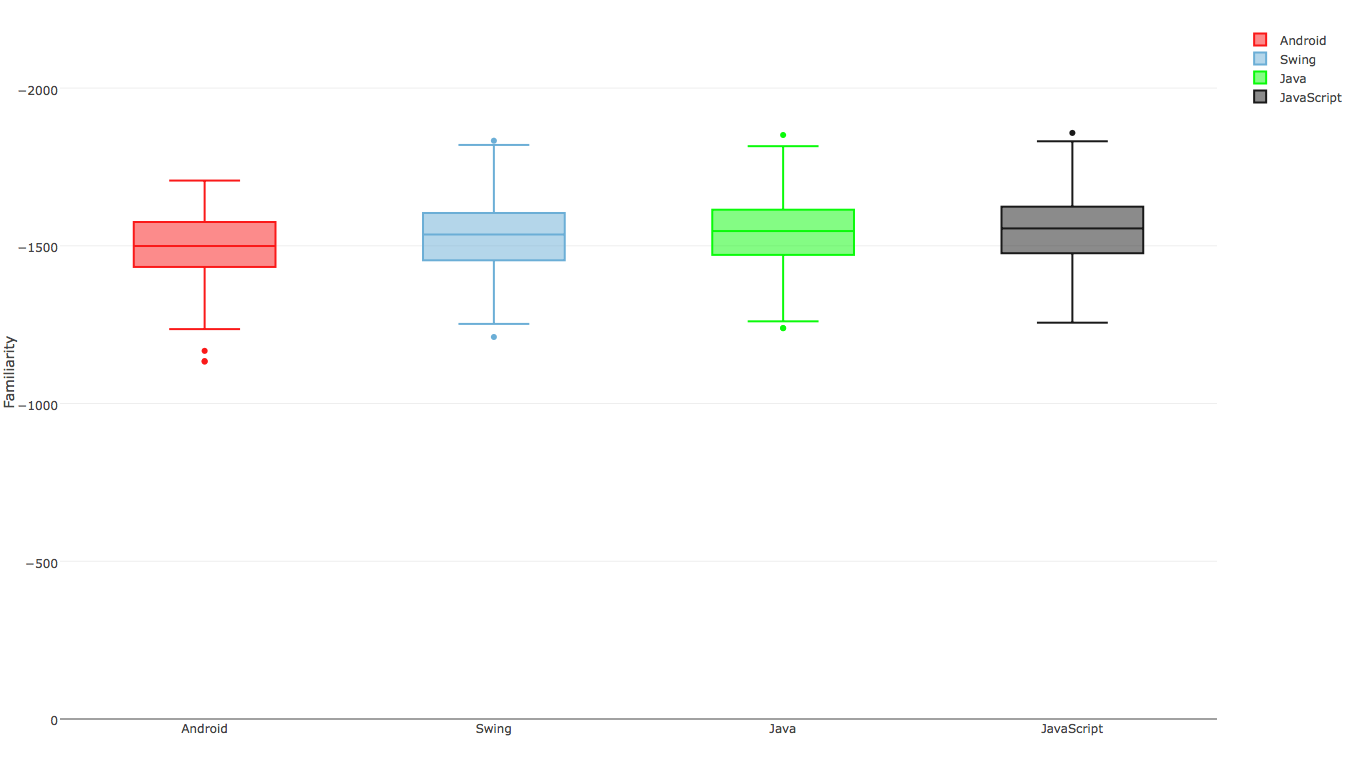 Android
Swing
Java
JavaScript
−2000
−1500
−1000
−500
0
Familiarity
Android
Swing
Java
JavaScript